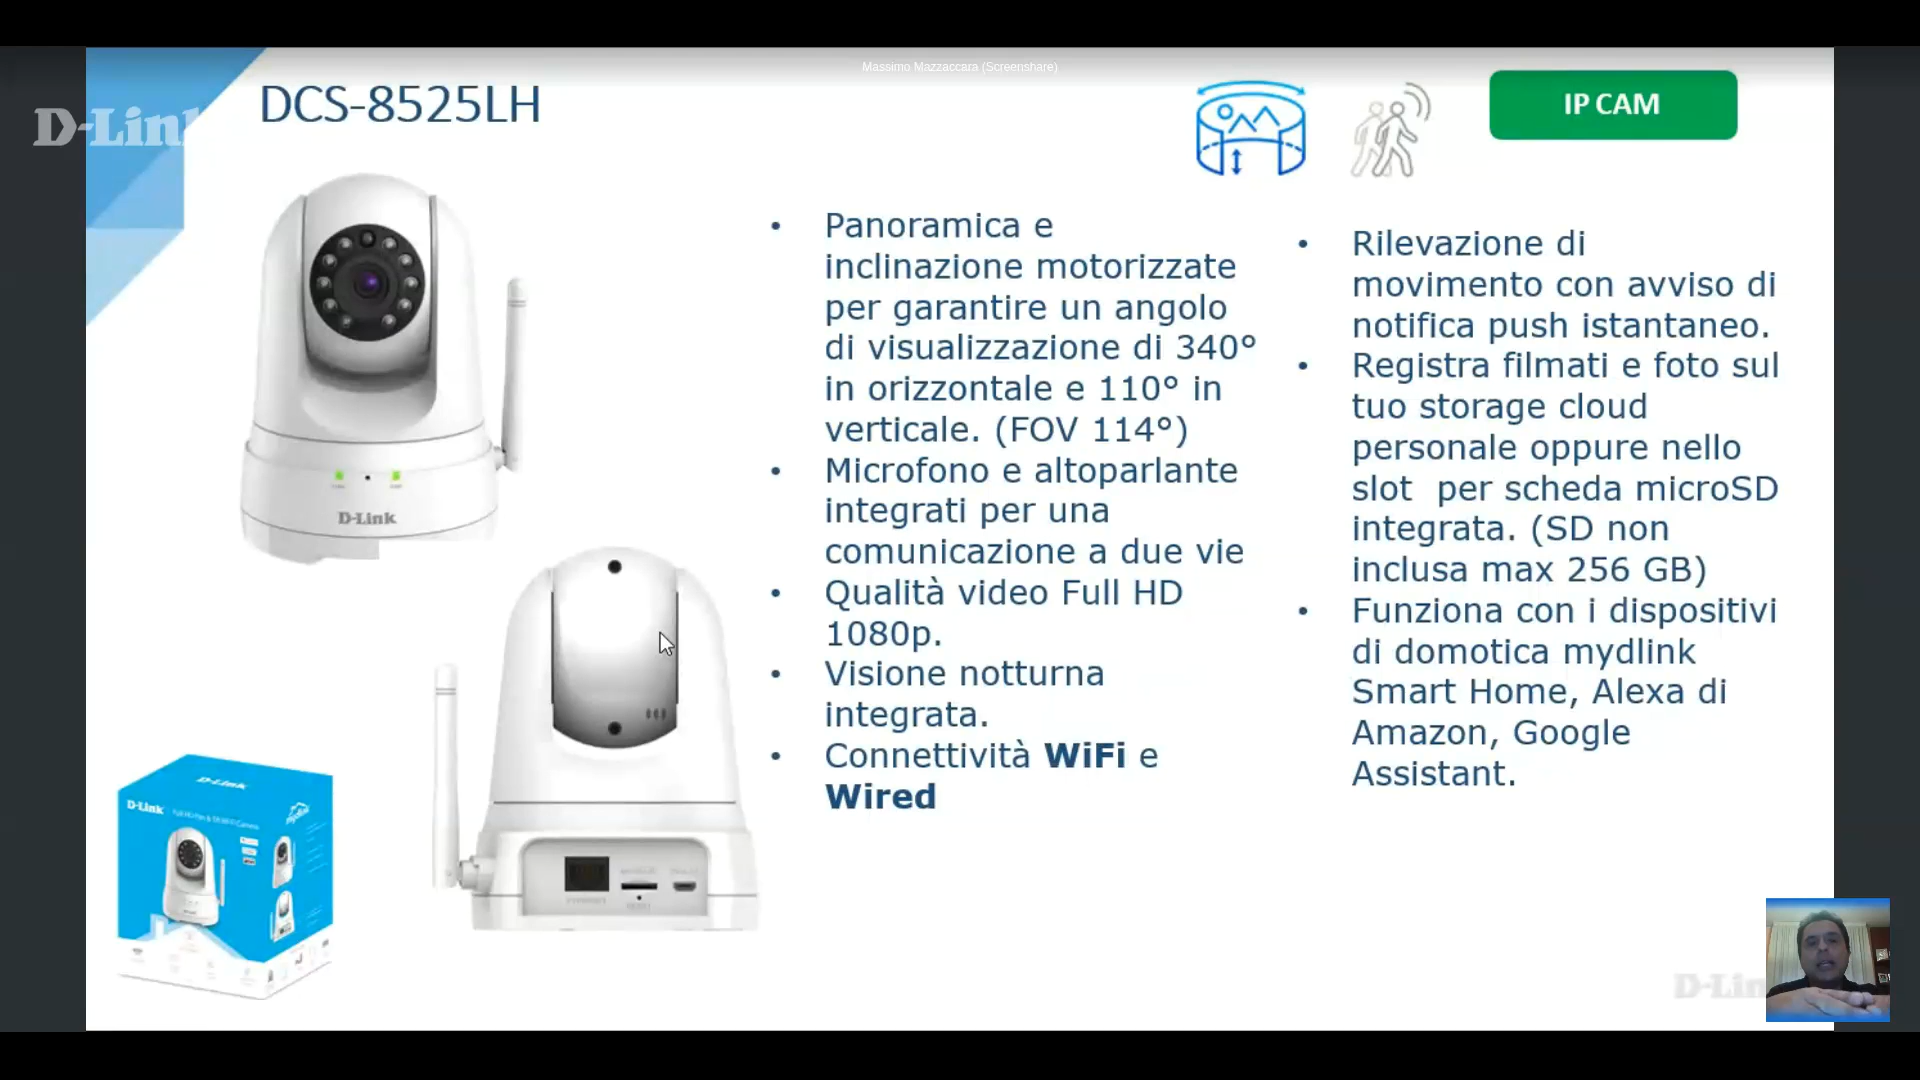 Massimo Mazzaccara (Screenshare)
D-Link
DCS-8525LH
IP CAM
Panoramica e
inclinazione motorizzate
per garantire un angolo
di visualizzazione di 340°
in orizzontale e 110° in
verticale. (FOV 114°)
Microfono e altoparlante
integrati per una
comunicazione a due vie
Qualità video Full HD
1080p.
Visione notturna
integrata.
Connettività WiFi e
Wired
Rilevazione di
movimento con avviso di
notifica push istantaneo.
Registra filmati e foto sul
tuo storage cloud
personale oppure nello
slot per scheda microSD
integrata. (SD non
inclusa max 256 GB)
Funziona con i dispositivi
di domotica mydlink
Smart Home, Alexa di
Amazon, Google
Assistant.
D-Link
D-Link
D-Link
D-Lin